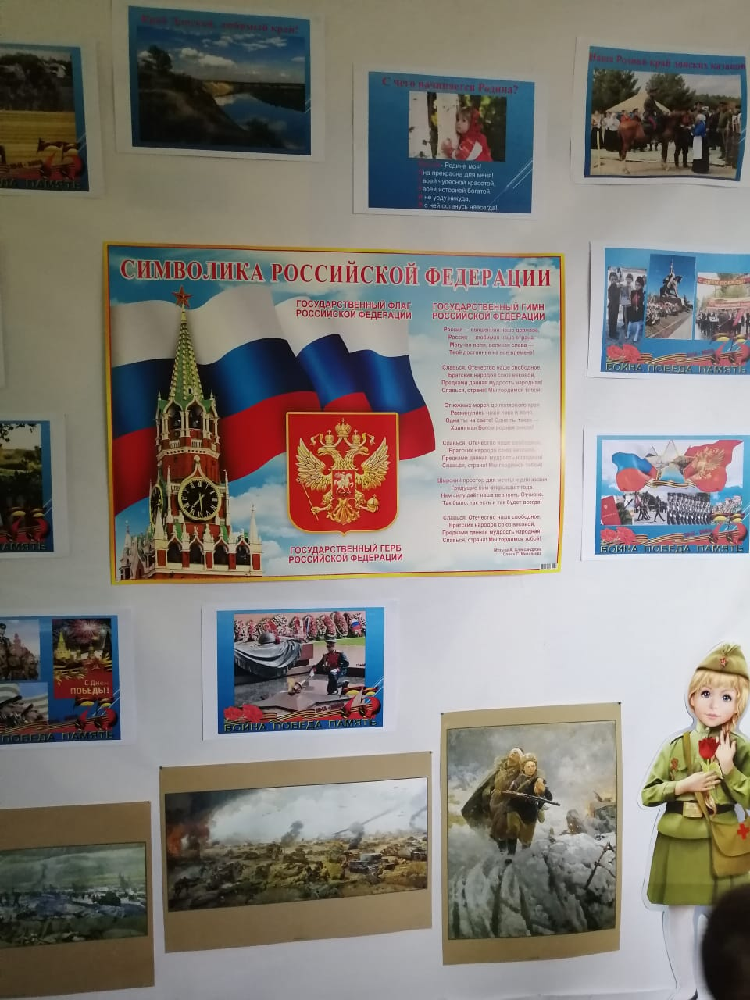 Край Донской, любимый край!
С чего начинается Родина?
- Родина моя!
на прекрасна для меня!
воей чудесной красотой,
воей историей богатой.
не уеду никуда,
с ней останусь навсегда!
Наша Родина-край донских казаков
ПАМЯТЬ
СИМВОЛИКА РОССИЙСКОЙ ФЕДЕРАЦИИ
ГОСУДАРСТВЕННЫЙ ФЛАГ
РОССИЙСКОЙ ФЕДЕРАЦИИ
ГОСУДАРСТВЕННЫЙ ГИМН
РОССИЙСКОЙ ФЕДЕРАЦИИ
Россия — священная наша держава,
Россия — любимая наша страна.
Могучая воля, великая слава —
Твоё достоянье на все времена!
Славься, Отечество наше свободное,
Братских народов союз вековой,
Предками данная мудрость народная!
Славься, страна! Мы гордимся тобой!
От южных морей до полярного края
Раскинулись наши леса и поля.
Одна ты на свете! Одна ты такая —
Хранимая Богом родная земля!
Славься, Отечество наше свободное,
Братских народов союз вековой,
Предками данная мудрость народная!
Славься, страна! Мы гордимся тобой!
Широкий простор для мечты и для жизни
Грядущие нам открывают года.
Нам силу даёт наша верность Отчизне.
Так было, так есть и так будет всегда!
Славься, Отечество наше свободное,
Братских народов союз вековой,
Предками данная мудрость народная!
Славься, страна! Мы гордимся тобой!
Музыка А. Александрова
Слова С. Михалкова
ГОСУДАРСТВЕННЫЙ ГЕРБ
РОССИЙСКОЙ ФЕДЕРАЦИИ
С ДНЕМ ПОБЕДЫ!
ВОЙНА ПОБЕДА ПАМЯТЬ
ВОЙНА ПОБЕДА ПАМЯТЬ
ПАМЯТЬ
С Днем
ПОБЕДЫ!
ПОБЕДА ПАМЯТЬ
ВОЙНА ПОБЕДА ПАМЯТЬ